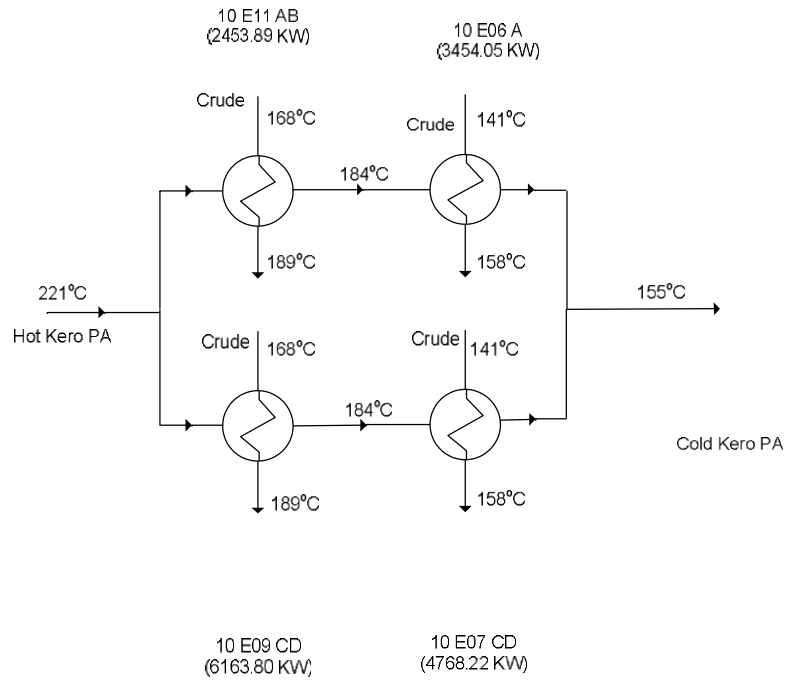 10 E11 AB
(2453.89 KW)
10 E06 A
(3454.05 KW)
Crude
168°C
Crude
141°C
184°C
189°C
158°C
221°C
155°C
Hot Kero PA
Crude
168°C
Crude
141°C
184°C
Cold Kero PA
189°C
158°C
10 E09 CD
(6163.80 KW)
10 E07 CD
(4768.22 KW)